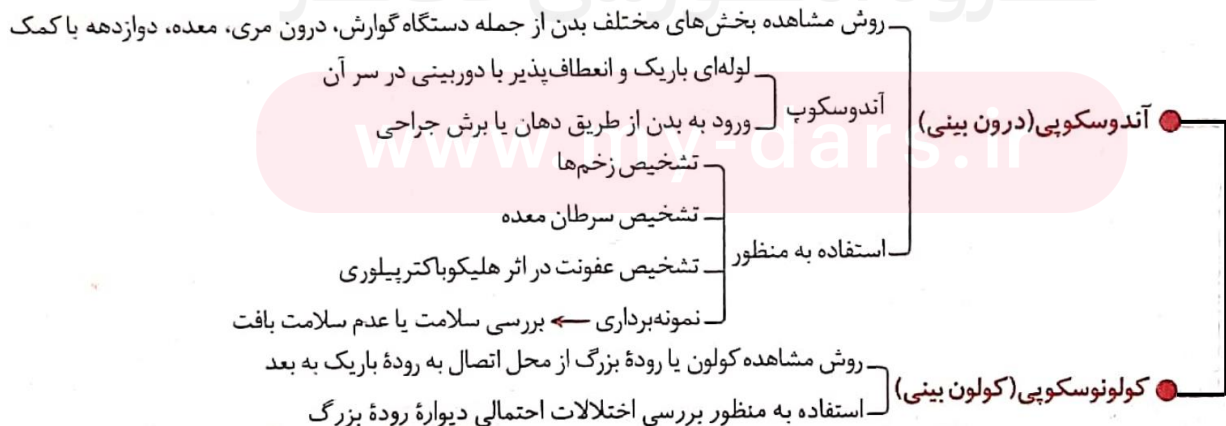 روش مشاهده بخش‌های مختلف بدن از جمله دستگاه گوارش، درون مری، معده، دوازدهه با کمک
آندوسکوپی(درون بینی)
آندوسکوپ
لوله‌ای باریک و انعطاف‌پذیر با دوربینی در سر آن
ورود به بدن از طریق دهان یا برش جراحی
www.my-dars.ir
استفاده به منظور
تشخیص زخم‌ها
تشخیص سرطان معده
تشخیص عفونت در اثر هلیکوباکترپیلوری
نمونه‌برداری ← بررسی سلامت یا عدم سلامت بافت
کولونوسکوپی(کولون بینی)
روش مشاهده کولون یا رودهٔ بزرگ از محل اتصال به رودهٔ باریک به بعد
استفاده به منظور بررسی اختلالات احتمالی دیوارهٔ رودهٔ بزرگ